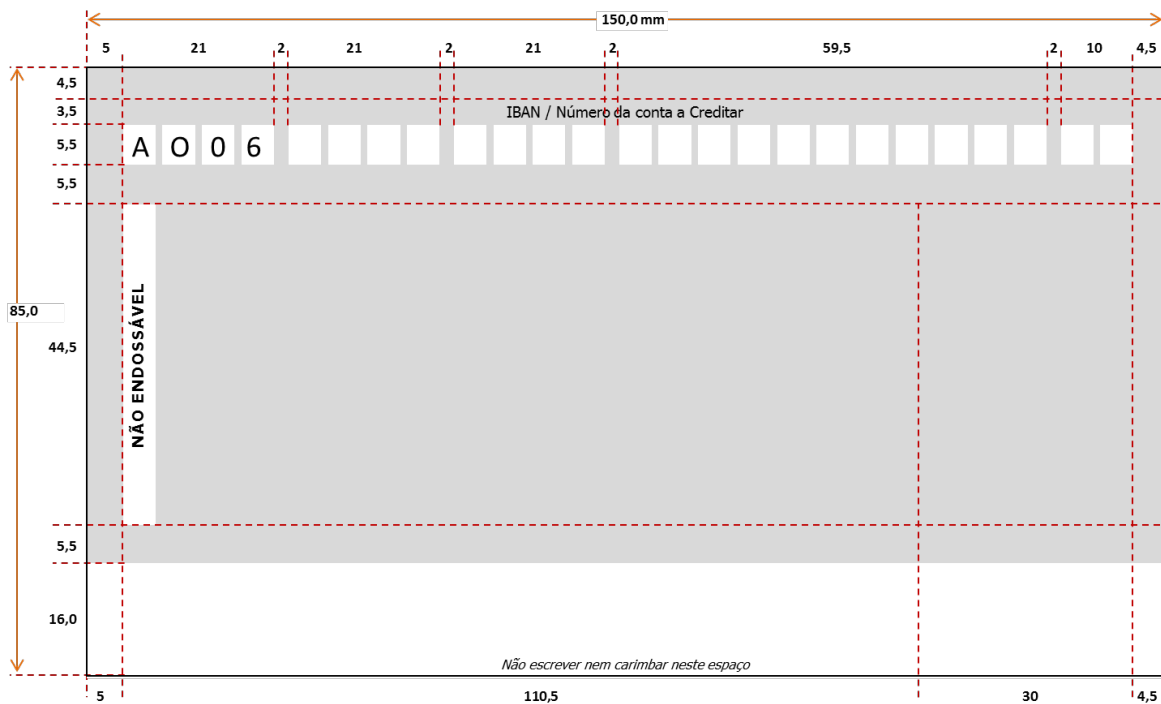 150,0 mm
5 21 2 21 2 21 2 59,5 2 10 4,5
4,5
3,5 IBAN / Número da conta a Creditar
5,5 A O 0 6
5,5
NÃO ENDOSSÁVEL
85,0
44,5
5,5
16,0
Não escrever nem carimbar neste espaço
5 110,5 30 4,5